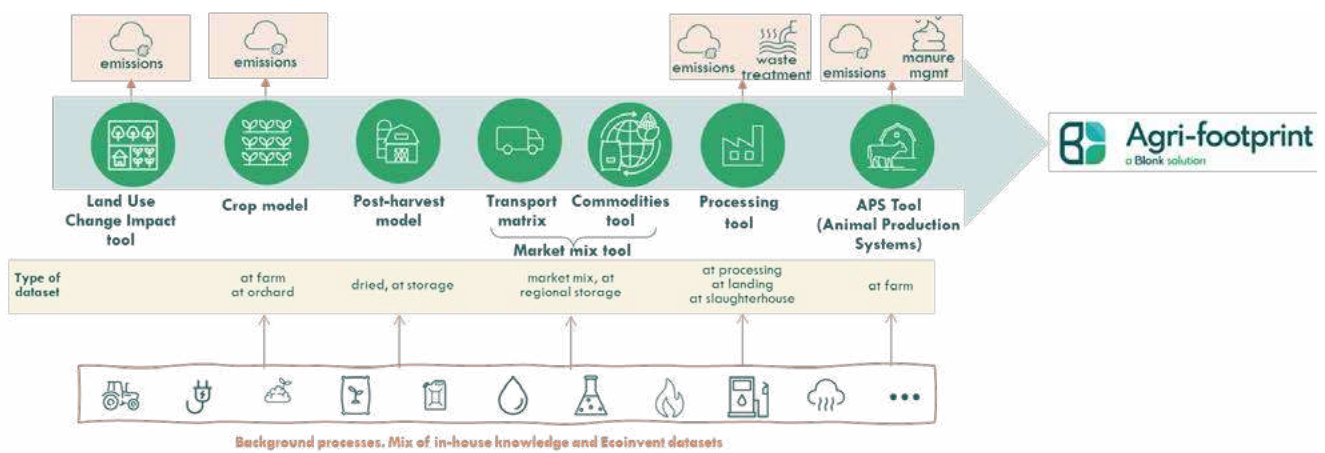 emissions
emissions
emissions
waste
treatment
emissions
manure
mgmt
Agri-footprint
a Blonk solution
Land Use
Change Impact
tool
Crop model
Post-harvest
model
Transport
matrix
Commodities
tool
Market mix tool
Processing
tool
APS Tool
(Animal Production
Systems)
Type of
dataset
at farm
at orchard
dried, at storage
market mix, at
regional storage
at processing
at landing
at slaughterhouse
at farm
Background processes. Mix of in-house knowledge and Ecoinvent datasets